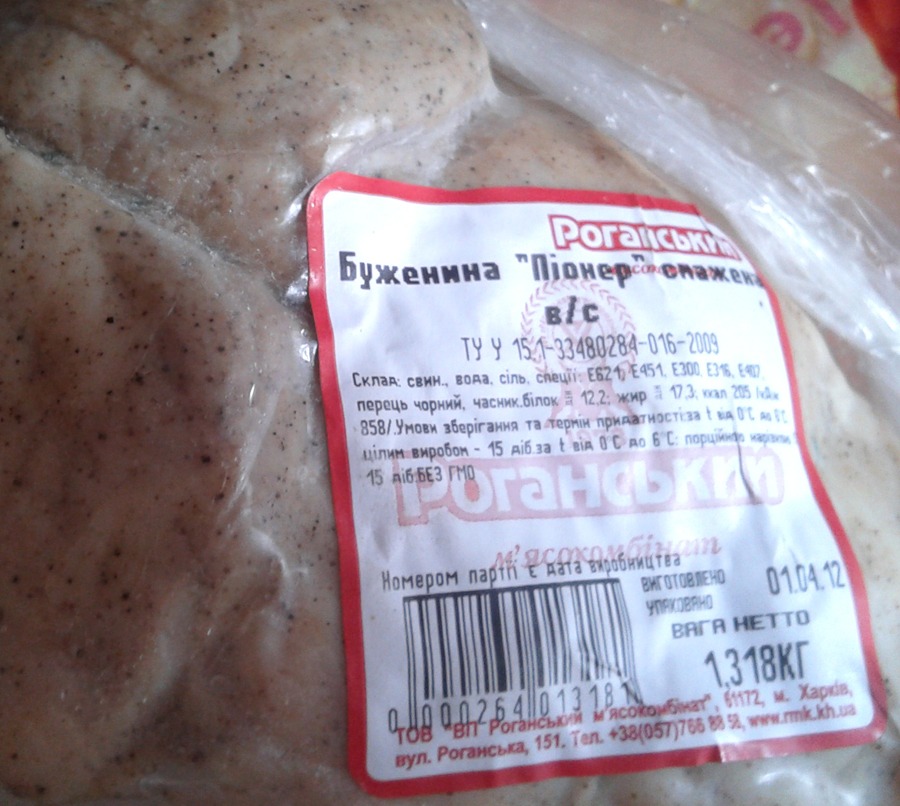 Роганський
Буженина "Піонер" смажена
в/с
ТУ У 15.1-33480284-016-2009
Склад: свин., вода, сіль, спеції: Е621, Е451, Е300, Е316, Е407,
перець чорний, часник.білок 12.2; жир 17.3; ккал 205
858/.Умови зберігання та термін придатності:за t від 0°С до 6°С
цілим виробом - 15 діб.за t від 0°С до 6°С: порційною нарізкою
15 діб.БЕЗ ГМО
Роганський
м'ясокомбінат
Номером партії є дата виробництва
ВИГОТОВЛЕНО
УПАКОВАНО
01.04.12
ВАГА НЕТТО
1,318КГ
0 000264 013181
ТОВ "ВП Роганський м'ясокомбінат", 61172, м. Харків,
вул. Роганська, 151. Тел. +38(057)766 88 58, www.rmk.kh.ua